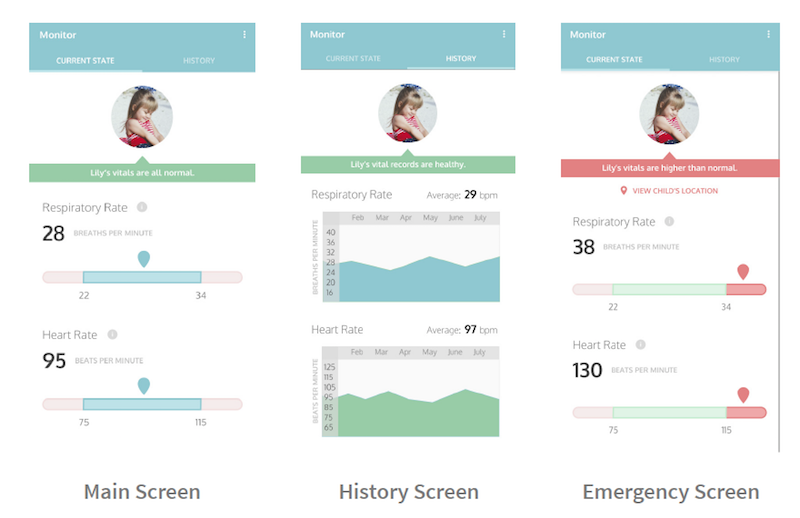 Monitor
CURRENT STATE HISTORY
Lily's vitals are all normal.
Respiratory Rate i
28 BREATHS PER MINUTE
22 34
Heart Rate i
95 BEATS PER MINUTE
75 115
Main Screen
Monitor
CURRENT STATE HISTORY
Lily's vital records are healthy.
Respiratory Rate Average: 29 bpm
Feb Mar Apr May June July
BREATHS PER MINUTE
40
36
32
28
24
20
16
Heart Rate Average: 97 bpm
Feb Mar Apr May June July
BEATS PER MINUTE
125
115
105
95
85
75
65
History Screen
Monitor
CURRENT STATE HISTORY
Lily's vitals are higher than normal.
VIEW CHILD'S LOCATION
Respiratory Rate i
38 BREATHS PER MINUTE
22 34
Heart Rate i
130 BEATS PER MINUTE
75 115
Emergency Screen